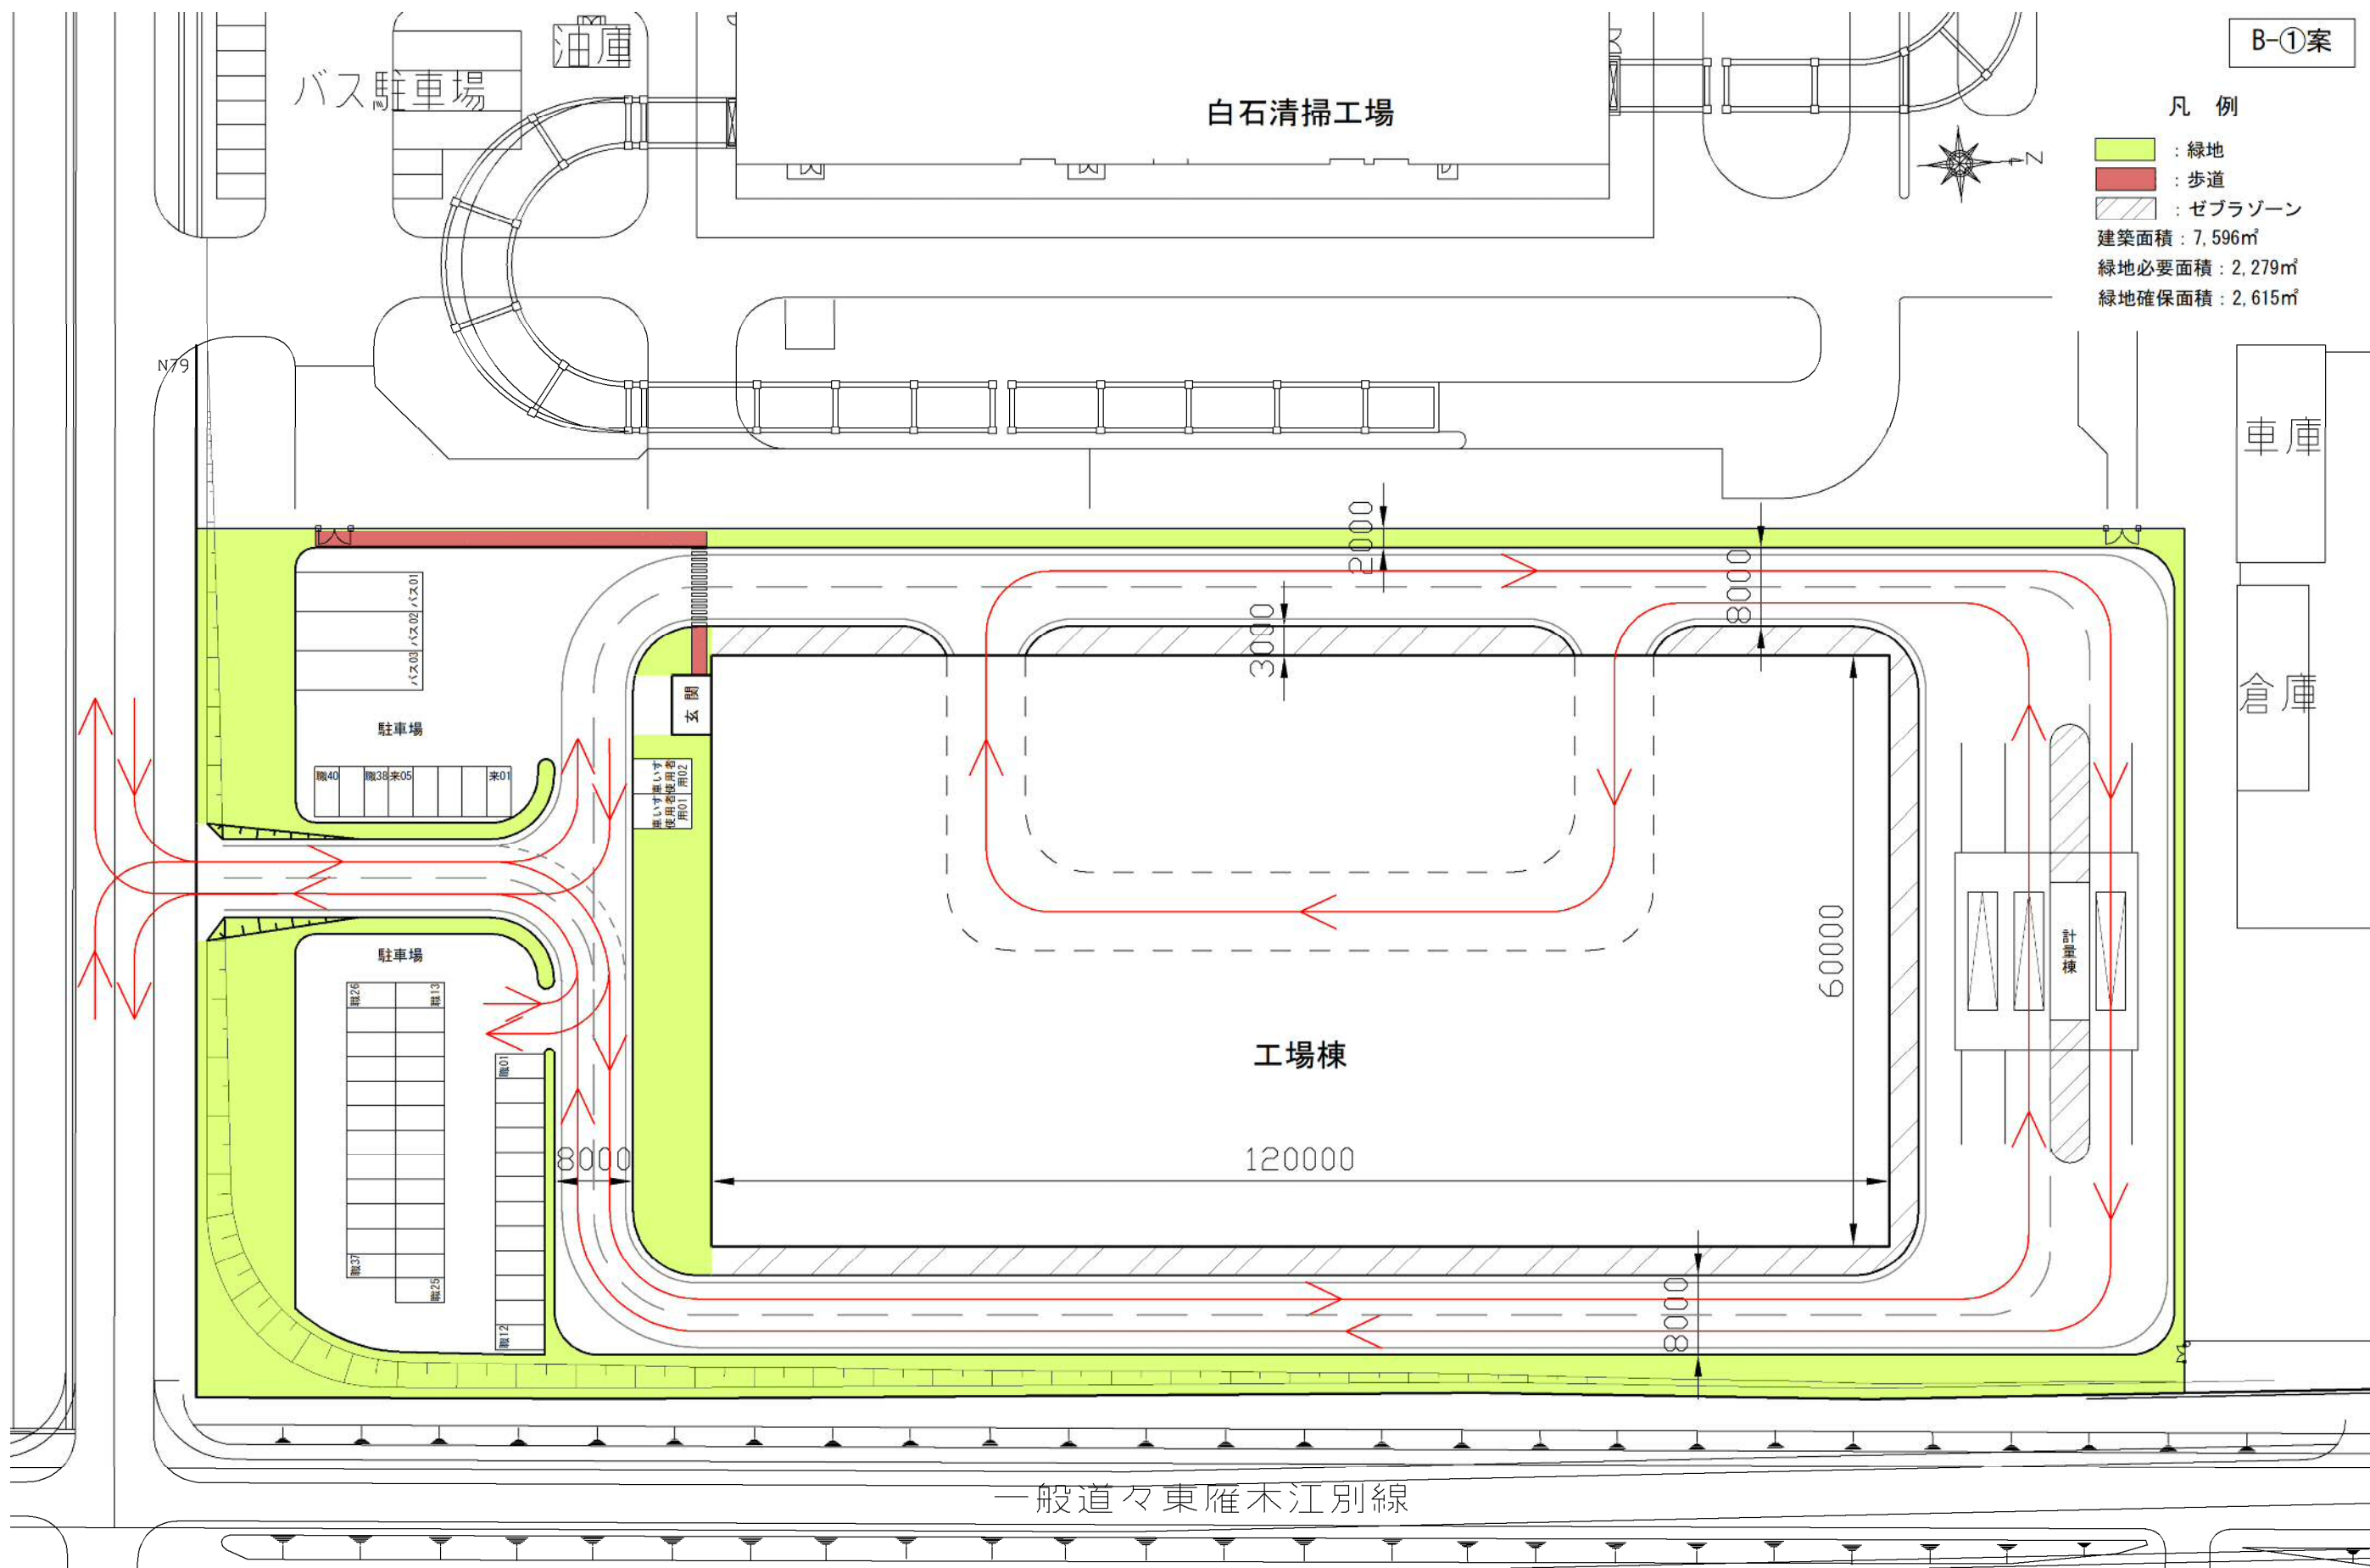 B-①案
バス駐車場
油庫
白石清掃工場
凡 例
：緑地
：歩道
：ゼブラゾーン
建築面積：7,596㎡
緑地必要面積：2,279㎡
緑地確保面積：2,615㎡
N
N79
車庫
倉庫
2000
8000
3000
バス01
バス02
バス03
玄関
駐車場
職40
職38
来05
来01
車いす使用者用02
車いす使用者用01
駐車場
職26
職13
職01
職37
職25
職12
8000
120000
60000
8000
工場棟
計量棟
一般道々東雁木江別線